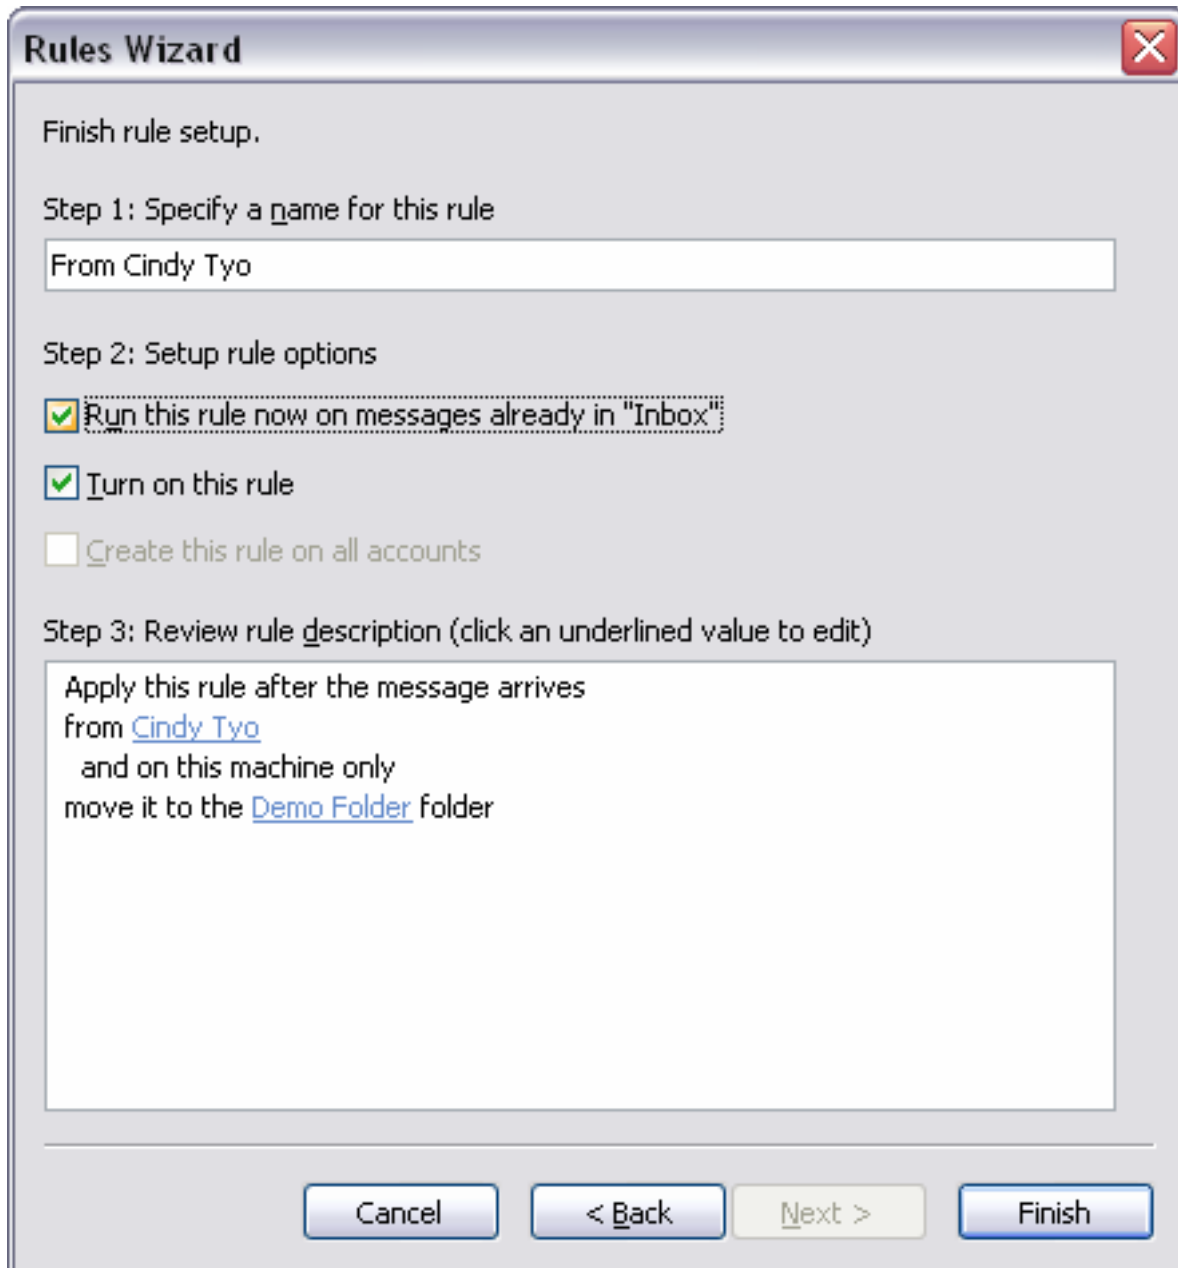 Rules Wizard
Finish rule setup.
Step 1: Specify a name for this rule
From Cindy Tyo
Step 2: Setup rule options
Run this rule now on messages already in "Inbox"
Turn on this rule
Create this rule on all accounts
Step 3: Review rule description (click an underlined value to edit)
Apply this rule after the message arrives
from Cindy Tyo
and on this machine only
move it to the Demo Folder folder
Cancel < Back Next > Finish